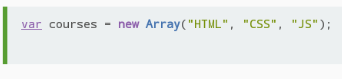 var courses = new Array("HTML", "CSS", "JS");